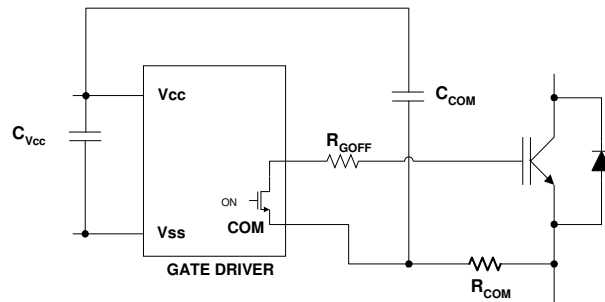 Vcc
C_COM
C_Vcc
R_GOFF
ON
COM
Vss
GATE DRIVER
R_COM